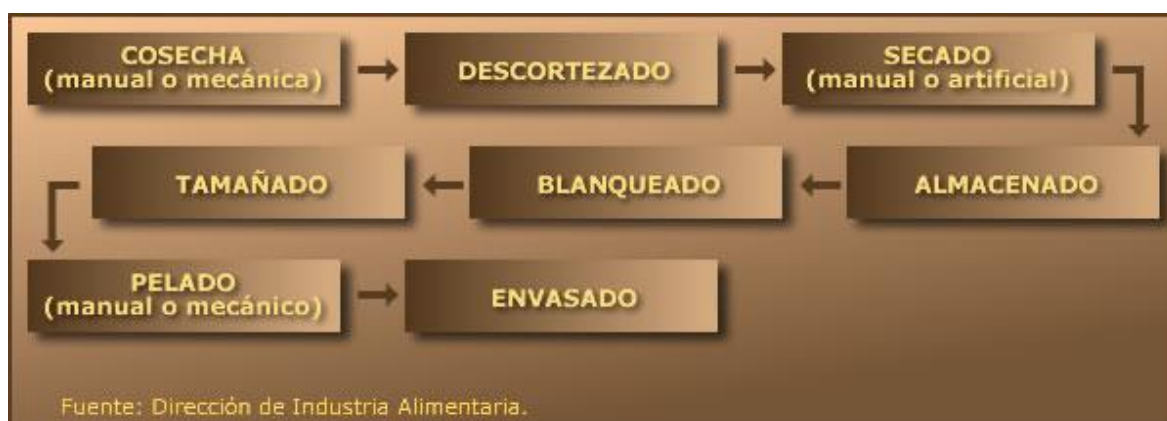 COSECHA
(manual o mecánica)
DESCORTEZADO
SECADO
(manual o artificial)
ALMACENADO
BLANQUEADO
TAMAÑADO
PELADO
(manual o mecánico)
ENVASADO
Fuente: Dirección de Industria Alimentaria.